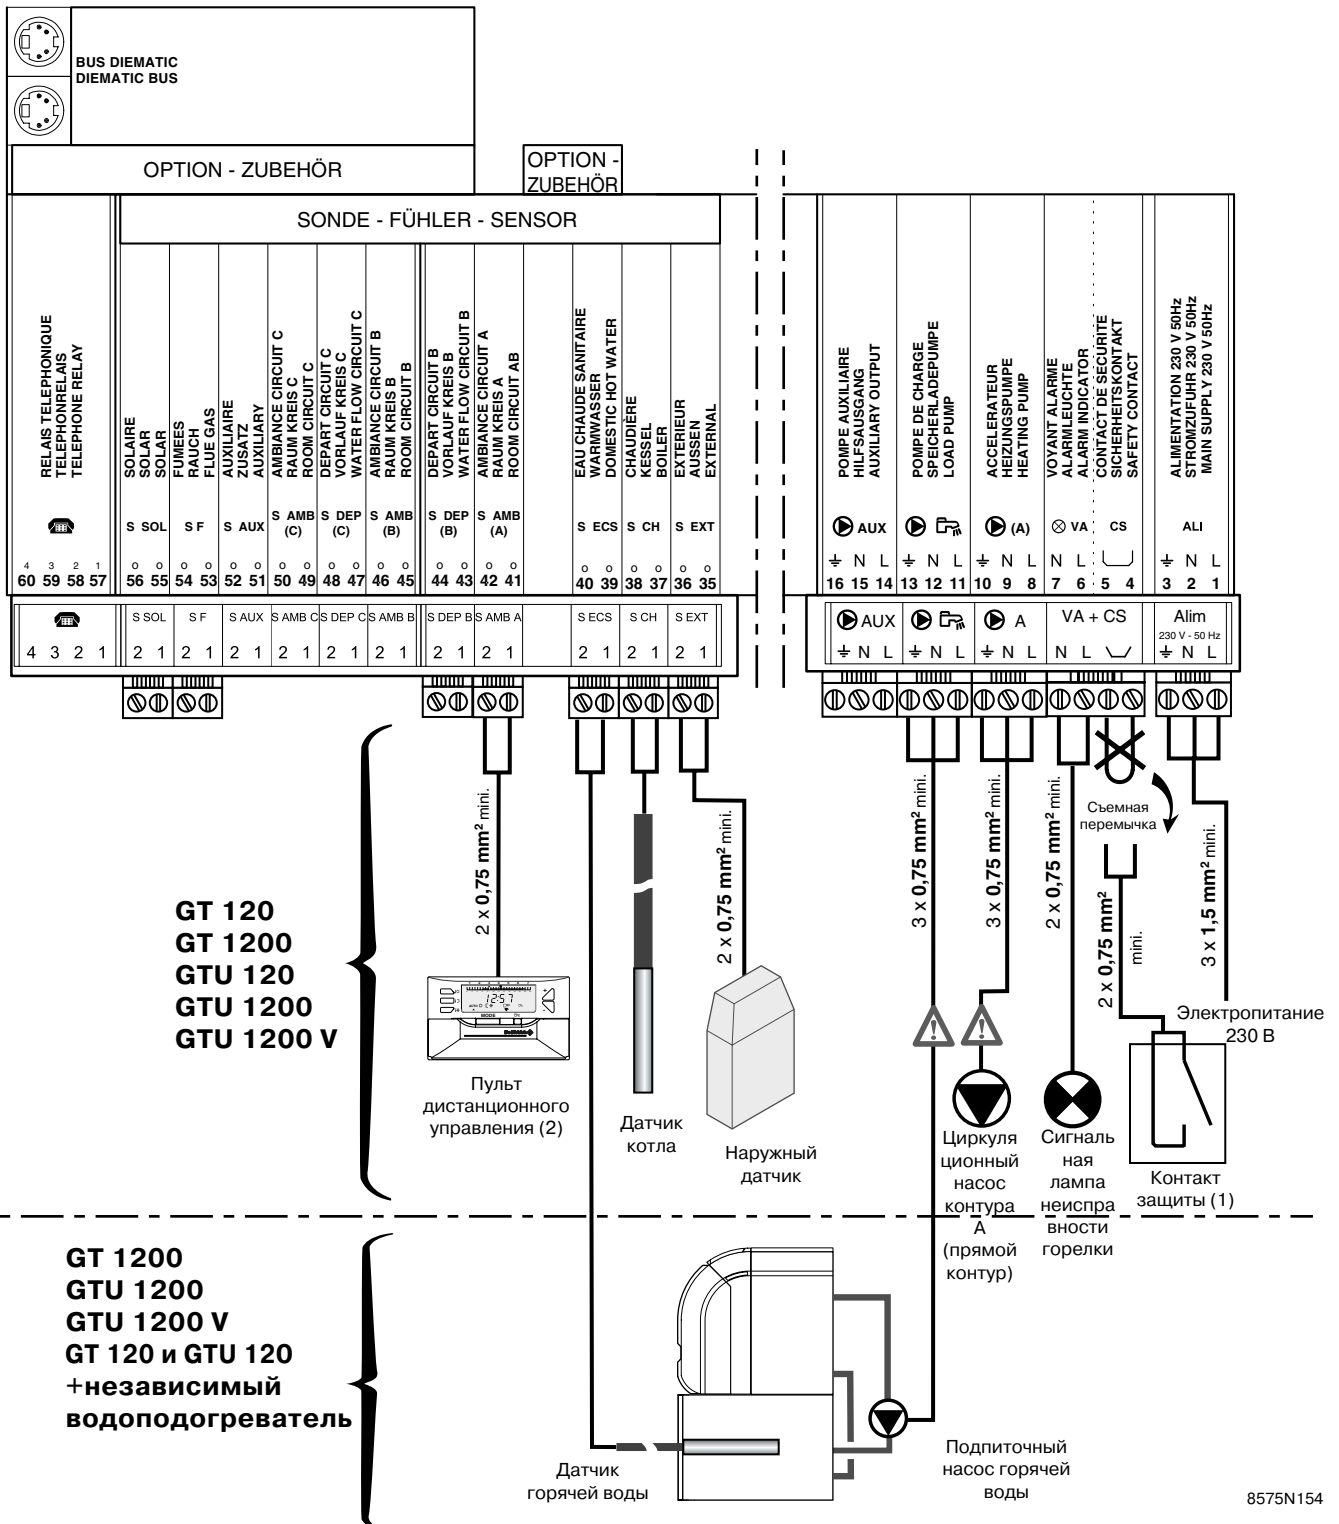 BUS DIEMATIC
DIEMATIC BUS
OPTION - ZUBEHÖR
OPTION -
ZUBEHÖR
SONDE - FÜHLER - SENSOR
RELAIS TELEPHONIQUE
TELEPHONRELAIS
TELEPHONE RELAY
SOLAIRE
SOLAR
SOLAR
FUMEES
RAUCH
FLUE GAS
AUXILIAIRE
ZUSATZ
AUXILIARY
AMBIANCE CIRCUIT C
RAUM KREIS C
ROOM CIRCUIT C
DEPART CIRCUIT C
VORLAUF KREIS C
WATER FLOW CIRCUIT C
AMBIANCE CIRCUIT B
RAUM KREIS B
ROOM CIRCUIT B
DEPART CIRCUIT B
VORLAUF KREIS B
WATER FLOW CIRCUIT B
AMBIANCE CIRCUIT A
RAUM KREIS A
ROOM CIRCUIT AB
EAU CHAUDE SANITAIRE
WARMWASSER
DOMESTIC HOT WATER
CHAUDIÈRE
KESSEL
BOILER
EXTERIEUR
AUSSEN
EXTERNAL
POMPE AUXILIAIRE
HILFSAUSGANG
AUXILIARY OUTPUT
POMPE DE CHARGE
SPEICHERLADEPUMPE
LOAD PUMP
ACCELERATEUR
HEIZUNGSPUMPE
HEATING PUMP
VOYANT ALARME
ALARMLEUCHTE
ALARM INDICATOR
CONTACT DE SECURITE
SICHERHEITSKONTAKT
SAFETY CONTACT
ALIMENTATION 230 V 50Hz
STROMZUFUHR 230 V 50Hz
MAIN SUPPLY 230 V 50Hz
S SOL S F S AUX S AMB (C) S DEP (C) S AMB (B) S DEP (B) S AMB (A) S ECS S CH S EXT AUX (A) VA CS ALI
4 3 2 1
N L N L N L N L N L
60 59 58 57 56 55 54 53 52 51 50 49 48 47 46 45 44 43 42 41 40 39 38 37 36 35 16 15 14 13 12 11 10 9 8 7 6 5 4 3 2 1
S SOL S F S AUX S AMB C S DEP C S AMB B S DEP B S AMB A S ECS S CH S EXT AUX A VA + CS Alim
230 V - 50 Hz
4 3 2 1 2 1 2 1 2 1 2 1 2 1 2 1 2 1 2 1 2 1 2 1 2 1 N L N L N L N L N L
2 x 0,75 mm² mini.
2 x 0,75 mm² mini.
3 x 0,75 mm² mini.
3 x 0,75 mm² mini.
2 x 0,75 mm² mini.
Съемная
перемычка
2 x 0,75 mm²
mini.
3 x 1,5 mm² mini.
GT 120
GT 1200
GTU 120
GTU 1200
GTU 1200 V
12:57
MODE
Пульт
дистанционного
управления (2)
Датчик
котла
Наружный
датчик
Циркуля
ционный
насос
контура
А
(прямой
контур)
Сигналь
ная
лампа
неиспра
вности
горелки
Электропитание
230 В
Контакт
защиты (1)
GT 1200
GTU 1200
GTU 1200 V
GT 120 и GTU 120
+независимый
водоподогреватель
Датчик
горячей воды
Подпиточный
насос горячей
воды
8575N154